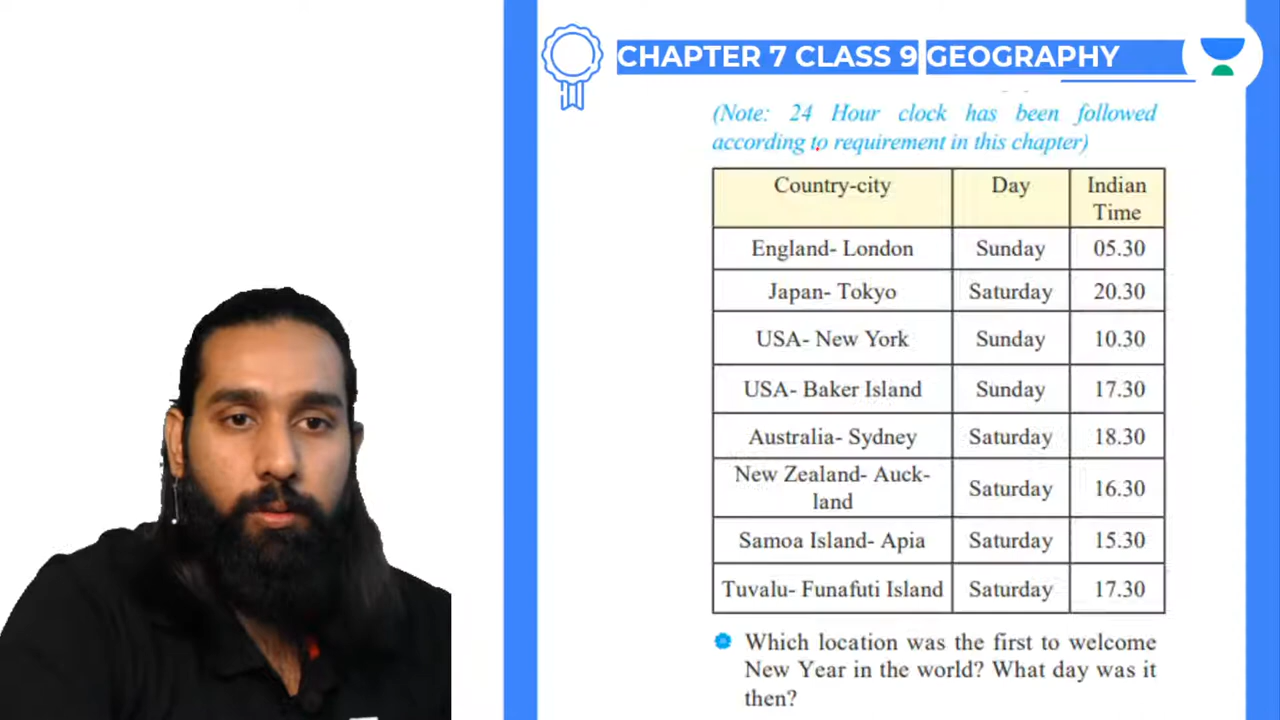 CHAPTER 7 CLASS 9 GEOGRAPHY
(Note: 24 Hour clock has been followed
according to requirement in this chapter)
Country-city Day Indian Time
England- London Sunday 05.30
Japan- Tokyo Saturday 20.30
USA- New York Sunday 10.30
USA- Baker Island Sunday 17.30
Australia- Sydney Saturday 18.30
New Zealand- Auck-
land Saturday 16.30
Samoa Island- Apia Saturday 15.30
Tuvalu- Funafuti Island Saturday 17.30
Which location was the first to welcome
New Year in the world? What day was it
then?